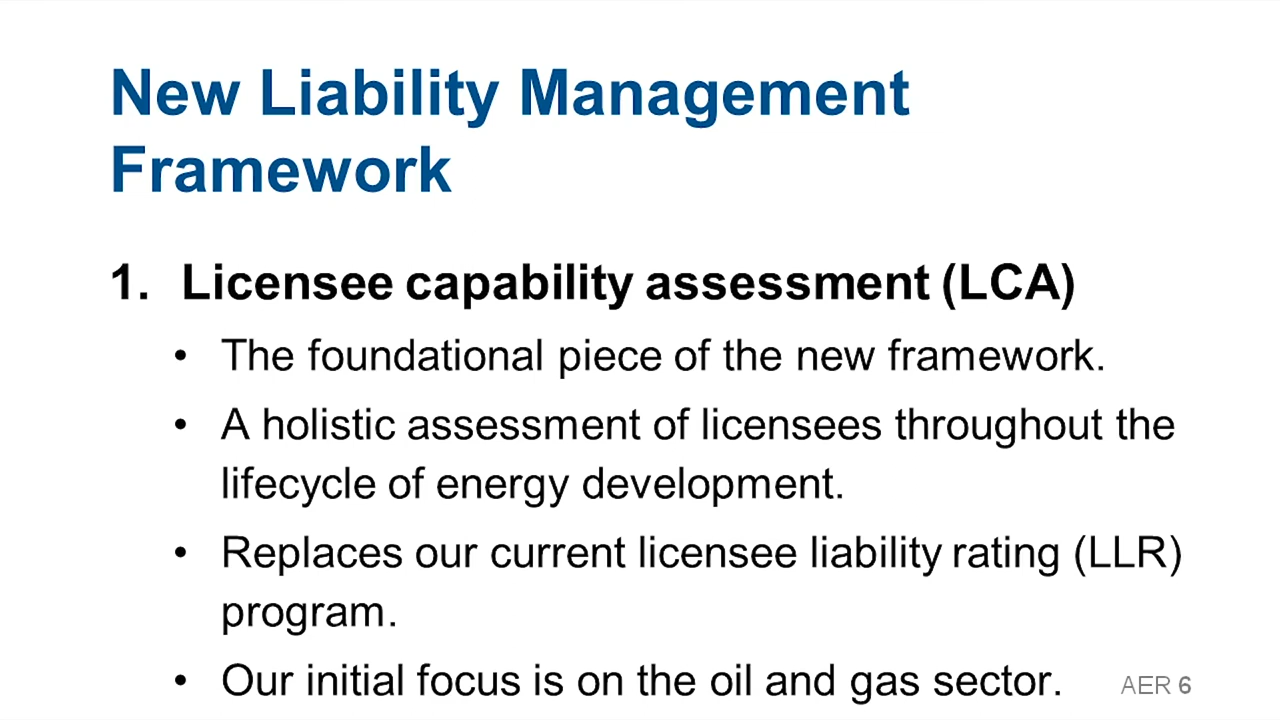 New Liability Management
Framework
1. Licensee capability assessment (LCA)
• The foundational piece of the new framework.
• A holistic assessment of licensees throughout the
lifecycle of energy development.
• Replaces our current licensee liability rating (LLR)
program.
• Our initial focus is on the oil and gas sector.
AER 6